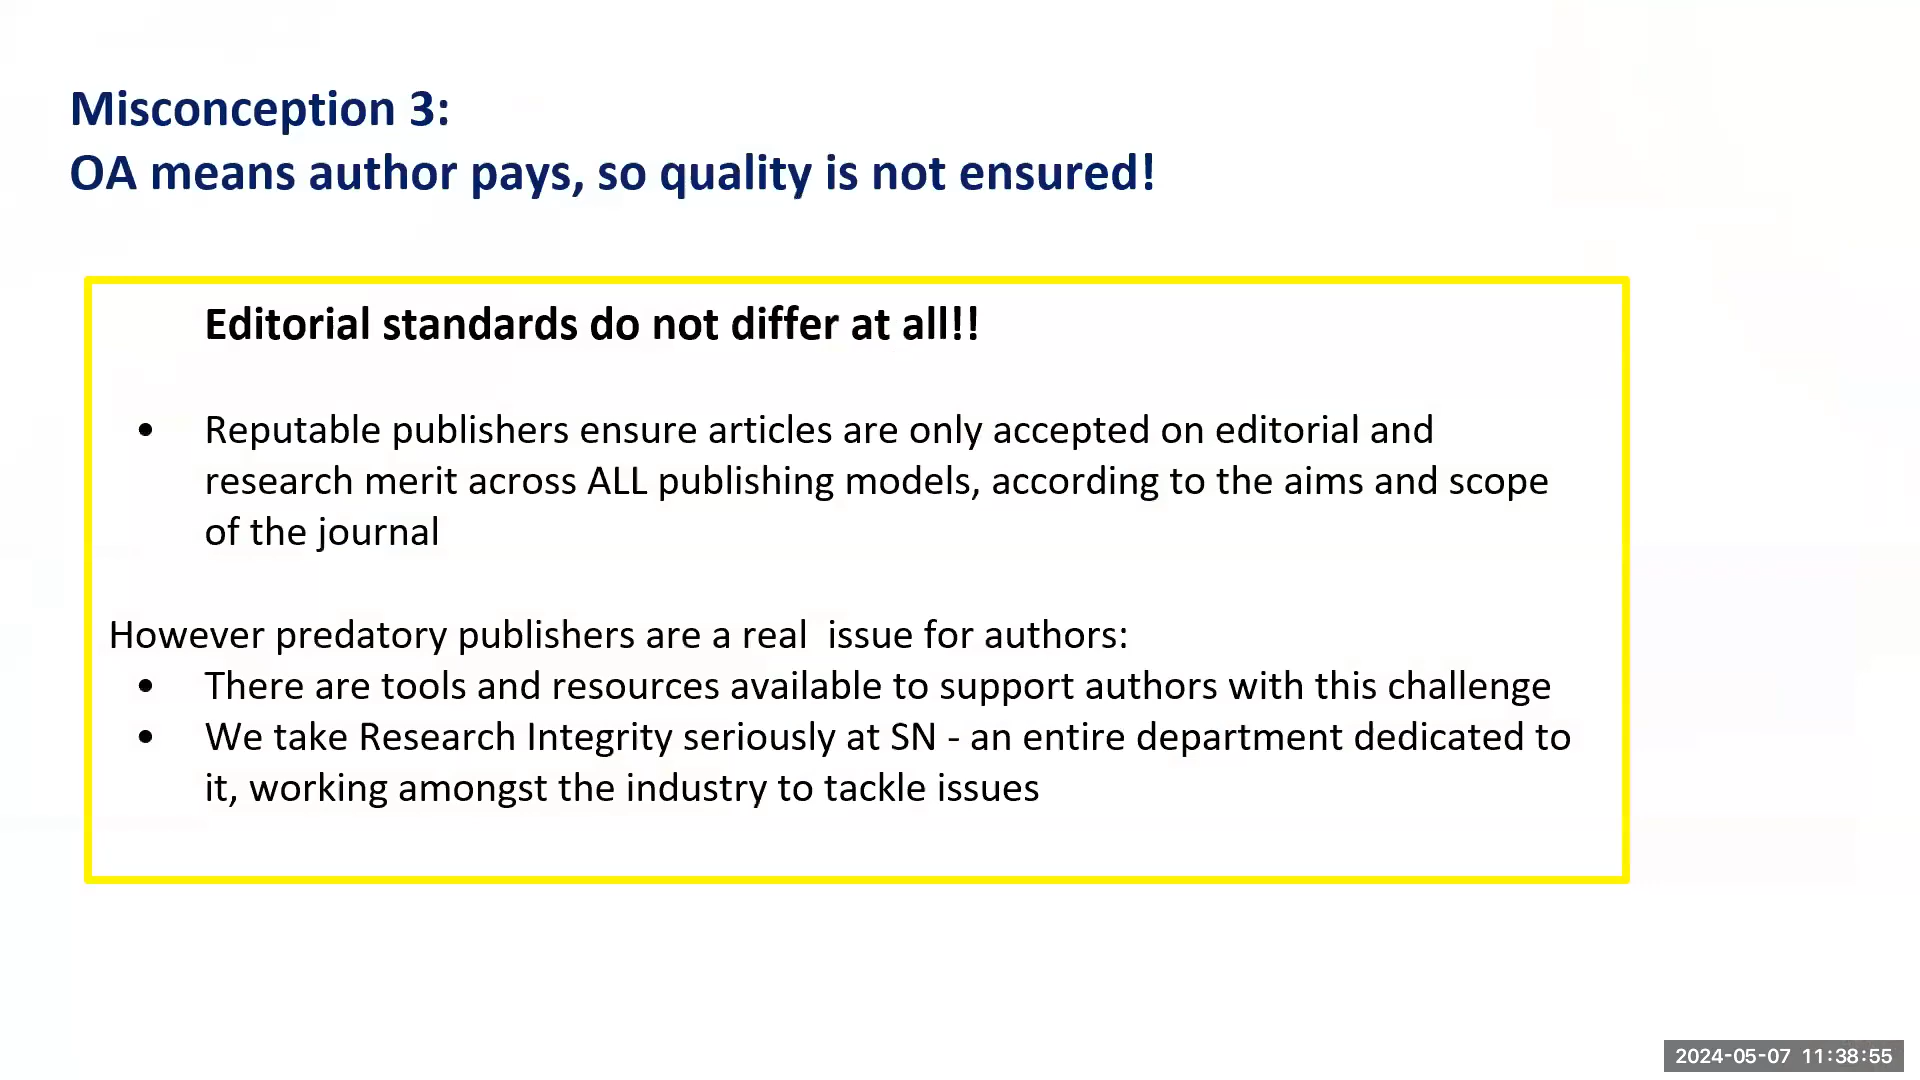 Misconception 3:
OA means author pays, so quality is not ensured!
Editorial standards do not differ at all!!
• Reputable publishers ensure articles are only accepted on editorial and
research merit across ALL publishing models, according to the aims and scope
of the journal
However predatory publishers are a real  issue for authors:
• There are tools and resources available to support authors with this challenge
• We take Research Integrity seriously at SN - an entire department dedicated to
it, working amongst the industry to tackle issues
2024-05-07 11:38:55